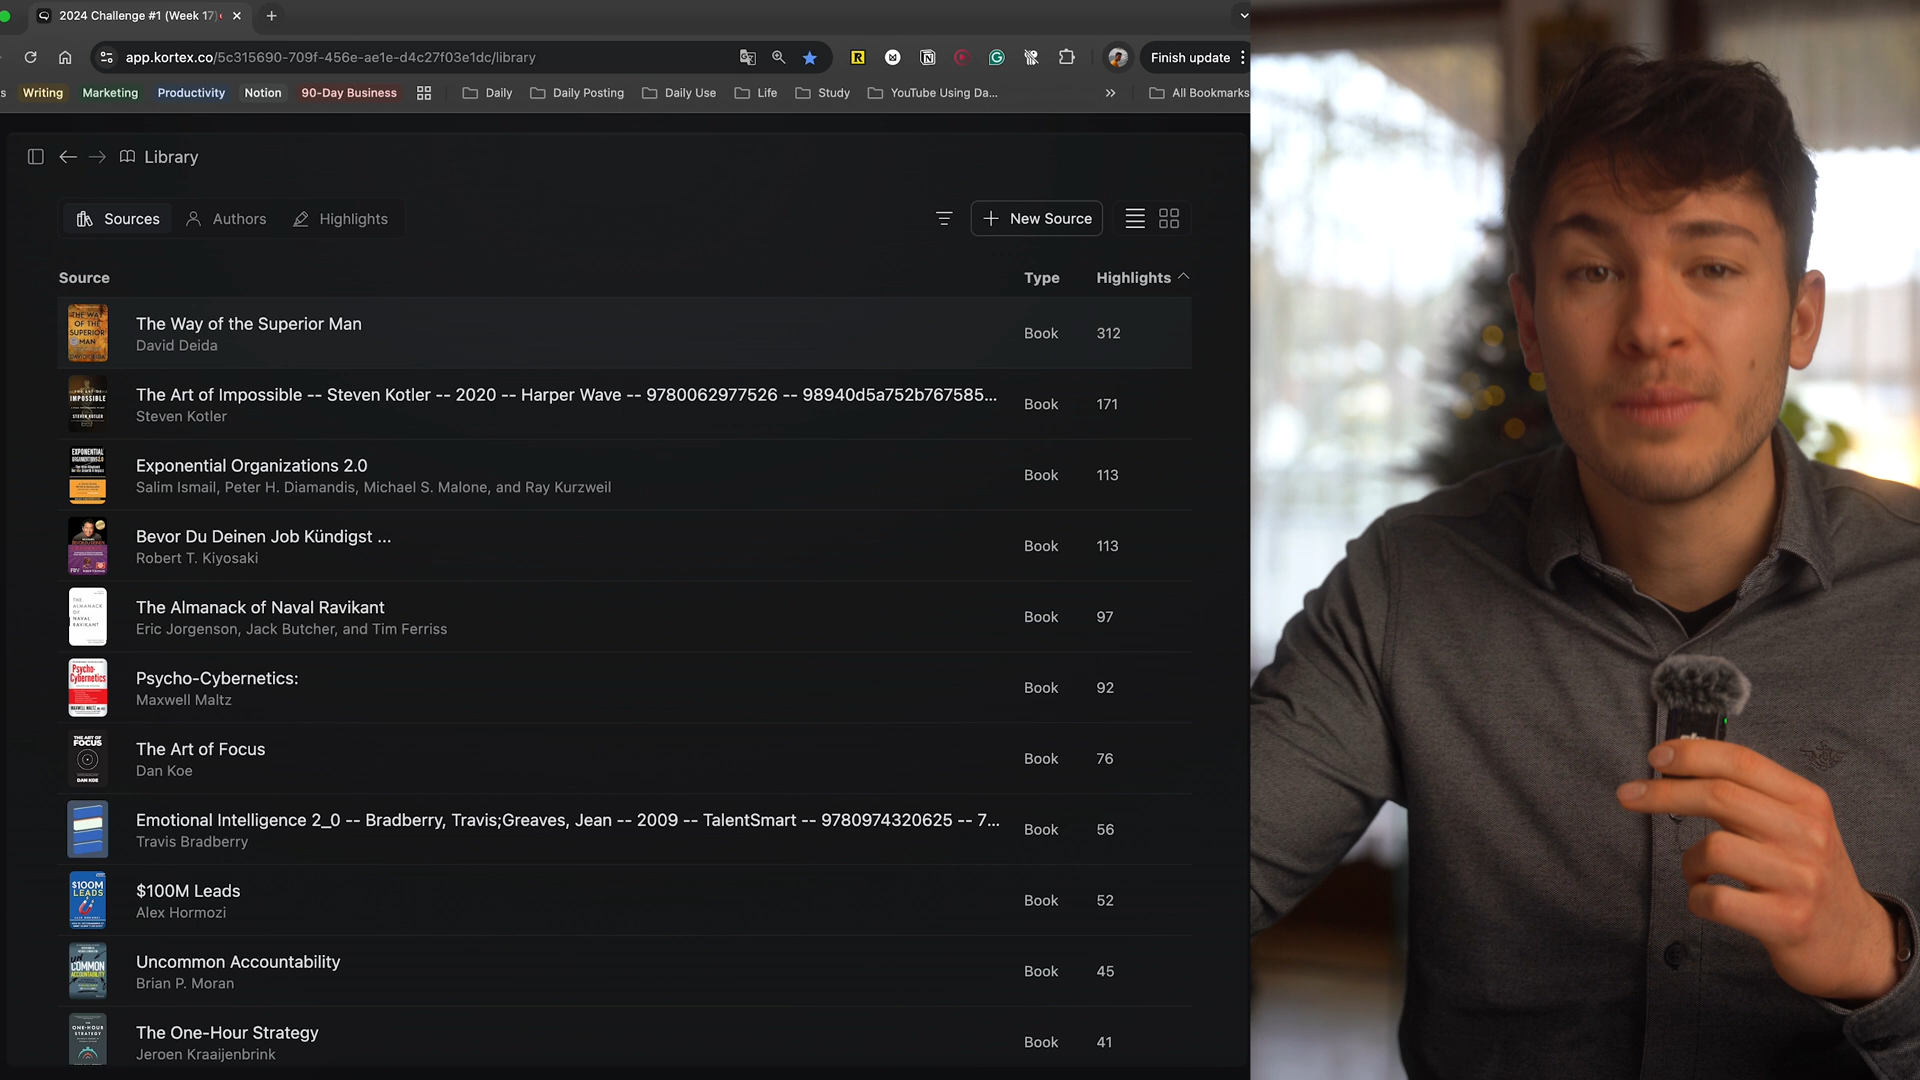 2024 Challenge #1 (Week 17)
app.kortex.co/5c315690-709f-456e-ae1e-d4c27f03e1dc/library
Finish update
Writing Marketing Productivity Notion 90-Day Business Daily Daily Posting Daily Use Life Study YouTube Using Da... All Bookmarks
Library
Sources Authors Highlights New Source
Source Type Highlights
The Way of the Superior Man
David Deida
Book 312
The Art of Impossible -- Steven Kotler -- 2020 -- Harper Wave -- 9780062977526 -- 98940d5a752b767585...
Steven Kotler
Book 171
Exponential Organizations 2.0
Salim Ismail, Peter H. Diamandis, Michael S. Malone, and Ray Kurzweil
Book 113
Bevor Du Deinen Job Kündigst ...
Robert T. Kiyosaki
Book 113
The Almanack of Naval Ravikant
Eric Jorgenson, Jack Butcher, and Tim Ferriss
Book 97
Psycho-Cybernetics:
Maxwell Maltz
Book 92
The Art of Focus
Dan Koe
Book 76
Emotional Intelligence 2_0 -- Bradberry, Travis;Greaves, Jean -- 2009 -- TalentSmart -- 9780974320625 -- 7...
Travis Bradberry
Book 56
$100M Leads
Alex Hormozi
Book 52
Uncommon Accountability
Brian P. Moran
Book 45
The One-Hour Strategy
Jeroen Kraaijenbrink
Book 41